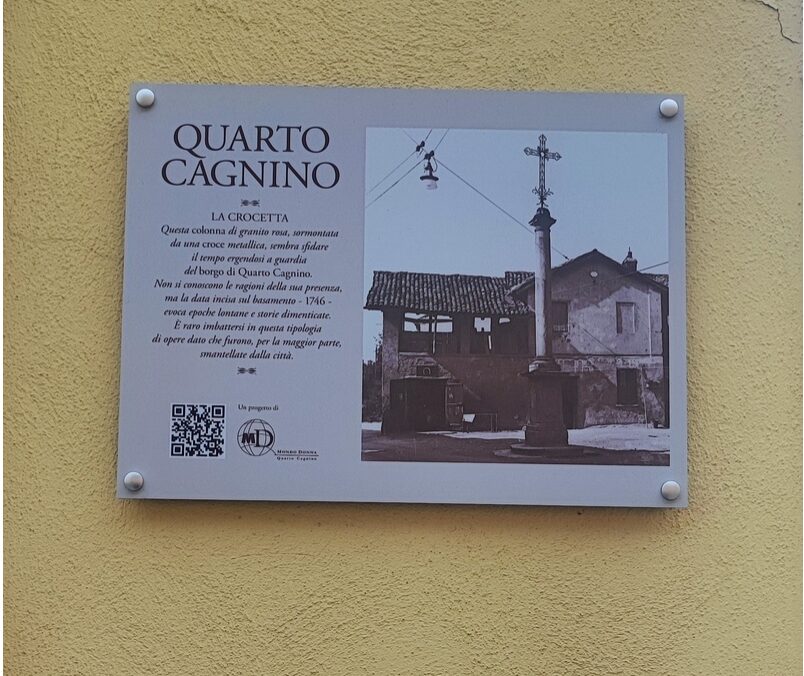 QUARTO
CAGNINO
LA CROCETTA
Questa colonna di granito rosa, sormontata
da una croce metallica, sembra sfidare
il tempo ergendosi a guardia
del borgo di Quarto Cagnino.
Non si conoscono le ragioni della sua presenza,
ma la data incisa sul basamento - 1746 -
evoca epoche lontane e storie dimenticate.
È raro imbattersi in questa tipologia
di opere dato che furono, per la maggior parte,
smantellate dalla città.
Un progetto di
MD
MONDO DONNA
Quarto Cagnino